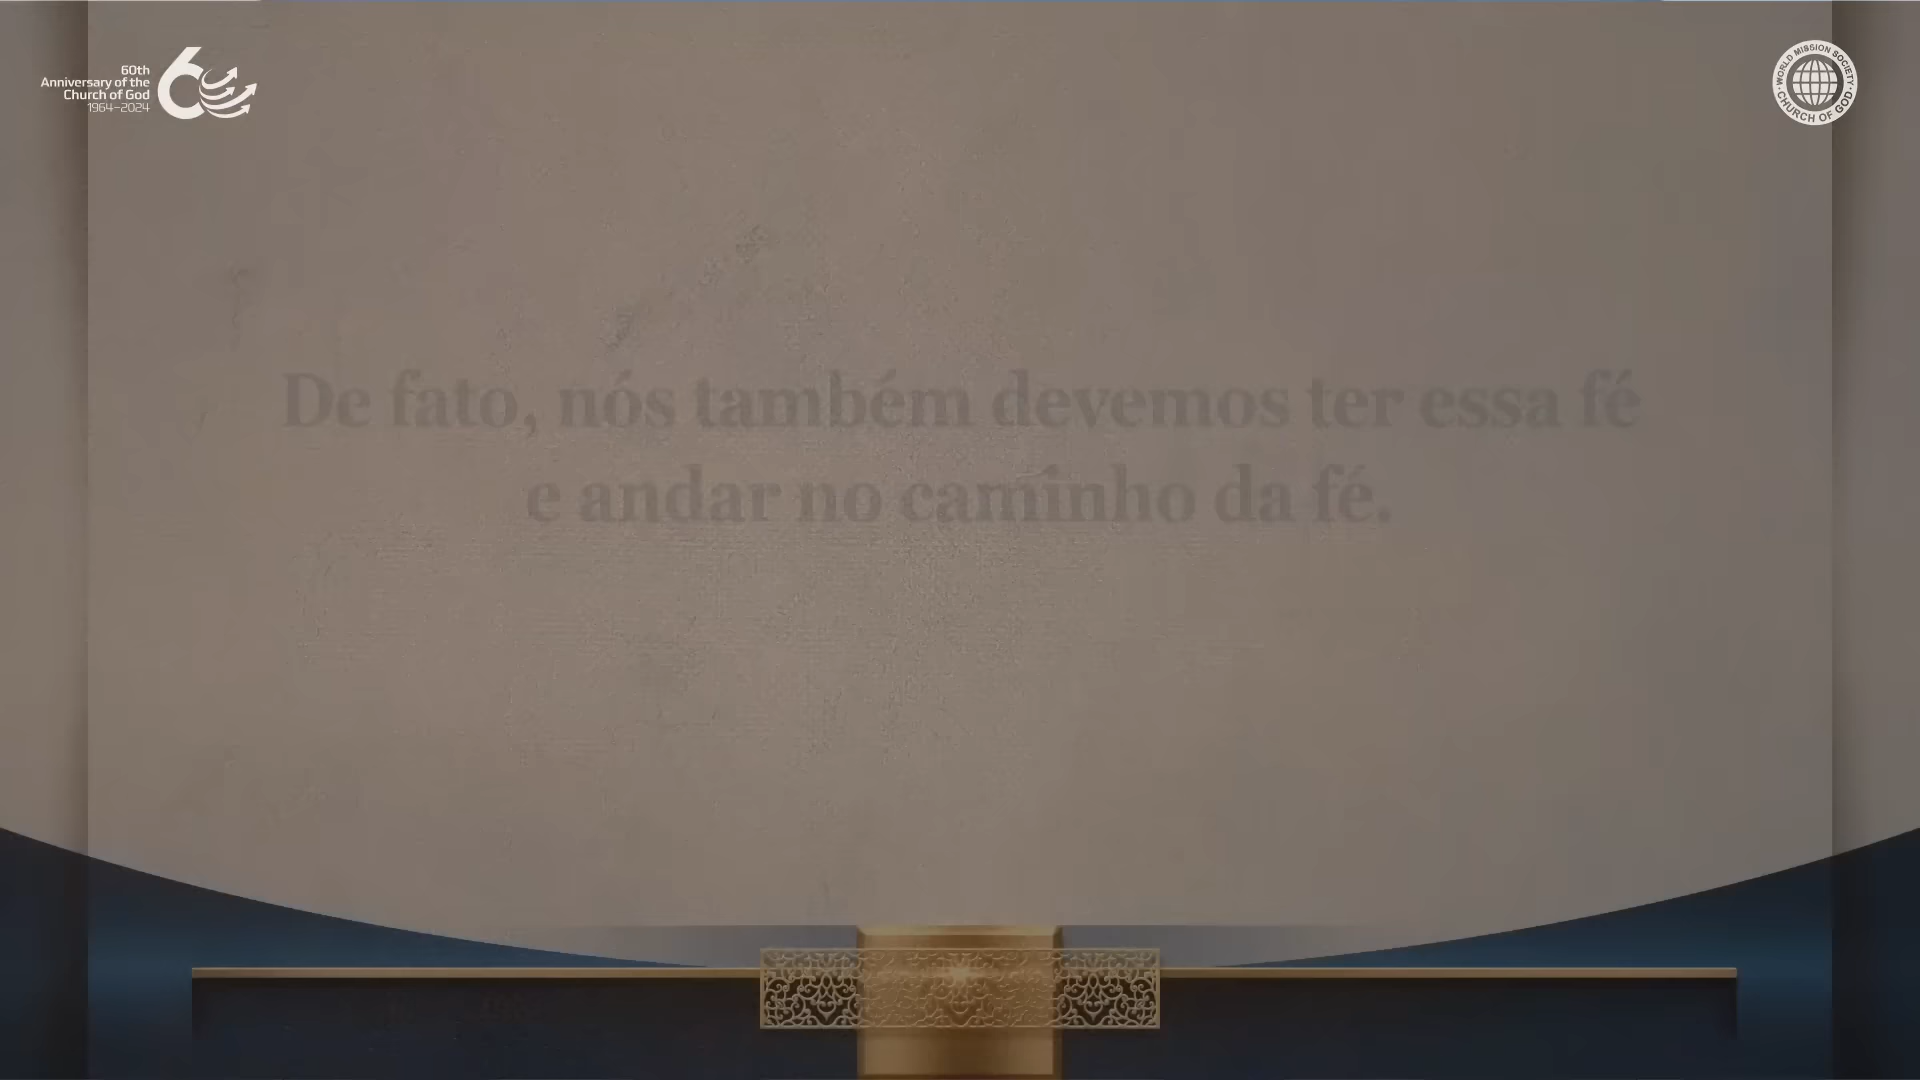 60th
Anniversary of the
Church of God
1964–2024
60
WORLD MISSION SOCIETY
CHURCH OF GOD
De fato, nós também devemos ter essa fé
e andar no caminho da fé.